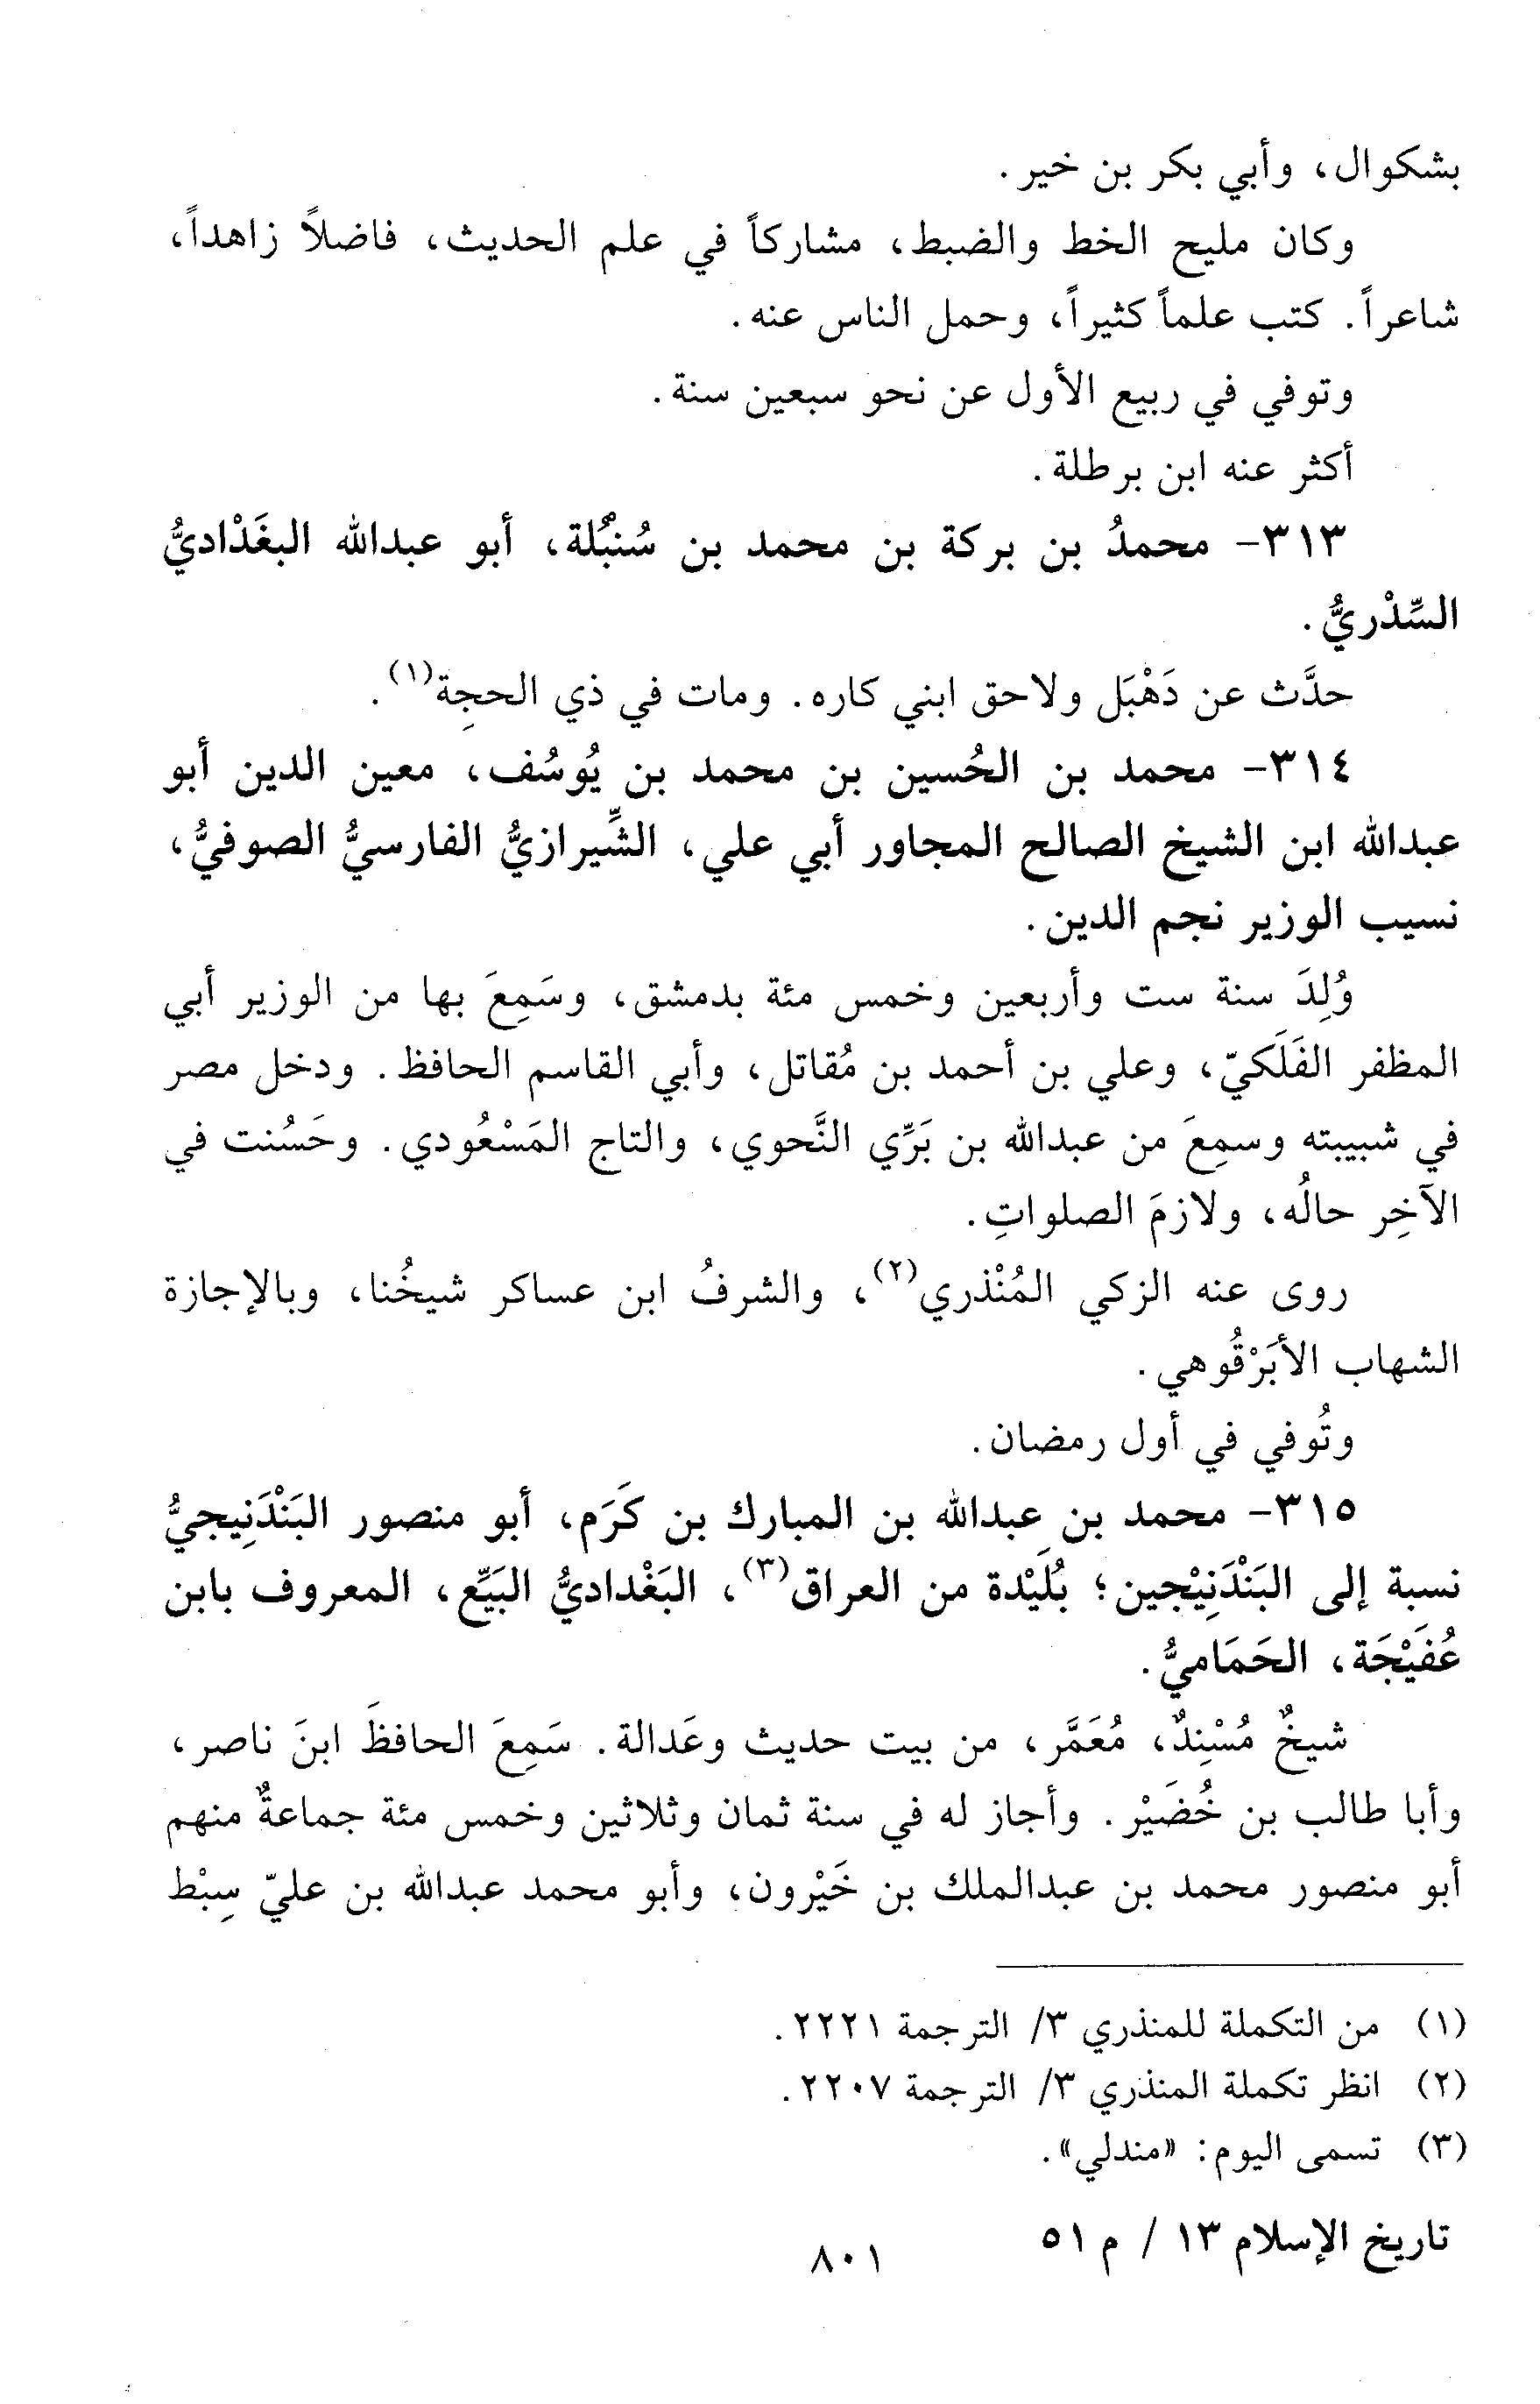 بشكوال، وأبي بكر بن خير.
وكان مليح الخط والضبط، مشاركاً في علم الحديث، فاضلاً زاهداً،
شاعراً. كتب علماً كثيراً، وحمل الناس عنه.
وتوفي في ربيع الأول عن نحو سبعين سنة.
أكثر عنه ابن برطلة.
٣١٣- محمدُ بن بركة بن محمد بن سُنبُلة، أبو عبدالله البغَدْاديُّ
السِّدْريُّ.
حدَّث عن دَهْبَل ولاحق ابني كاره. ومات في ذي الحجِة(١).
٣١٤- محمد بن الحُسين بن محمد بن يُوسُف، معين الدين أبو
عبدالله ابن الشيخ الصالح المجاور أبي علي، الشِّيرازيُّ الفارسيُّ الصوفيُّ،
نسيب الوزير نجم الدين.
وُلِدَ سنة ست وأربعين وخمس مئة بدمشق، وسَمِعَ بها من الوزير أبي
المظفر الفَلَكيّ، وعلي بن أحمد بن مُقاتل، وأبي القاسم الحافظ. ودخل مصر
في شبيبته وسمِعَ من عبدالله بن بَرِّي النَّحوي، والتاج المَسْعُودي. وحَسُنت في
الآخِر حالُه، ولازمَ الصلواتِ.
روى عنه الزكي المُنْذري(٢)، والشرفُ ابن عساكر شيخُنا، وبالإجازة
الشهاب الأبَرْقُوهي.
وتُوفي في أول رمضان.
٣١٥- محمد بن عبدالله بن المبارك بن كَرَم، أبو منصور البَنْدَنِيجيُّ
نسبة إلى البَنْدَنِيْجين؛ بُلَيْدة من العراق(٣)، البَغْداديُّ البَيِّع، المعروف بابن
عُفَيْجَة، الحَمَاميُّ.
شيخٌ مُسْنِدٌ، مُعَمَّر، من بيت حديث وعَدالة. سَمِعَ الحافظَ ابنَ ناصر،
وأبا طالب بن خُضَيْر. وأجاز له في سنة ثمان وثلاثين وخمس مئة جماعةٌ منهم
أبو منصور محمد بن عبدالملك بن خَيْرون، وأبو محمد عبدالله بن عليّ سِبْط
(١) من التكملة للمنذري ٣/ الترجمة ٢٢٢١.
(٢) انظر تكملة المنذري ٣/ الترجمة ٢٢٠٧.
(٣) تسمى اليوم: «مندلي».
تاريخ الإسلام ١٣ / م ٥١
٨٠١